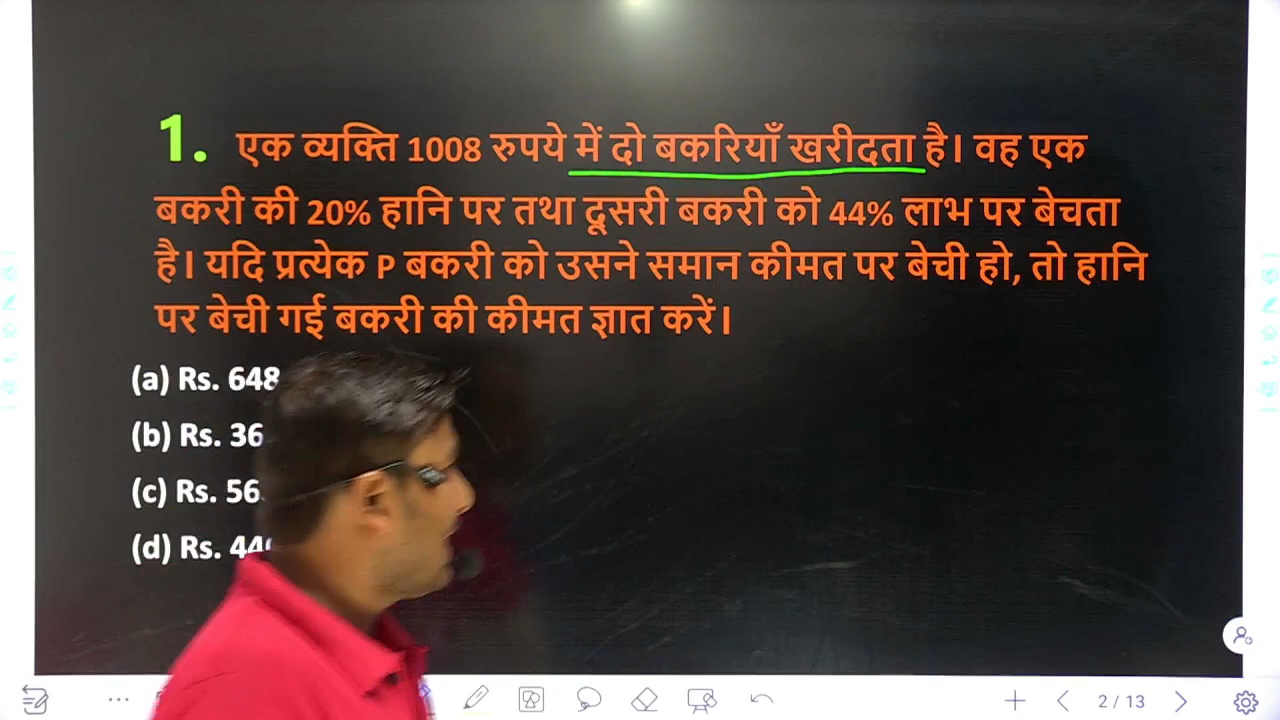 1. एक व्यक्ति 1008 रुपये में दो बकरियाँ खरीदता है। वह एक
बकरी की 20% हानि पर तथा दूसरी बकरी को 44% लाभ पर बेचता
है। यदि प्रत्येक P बकरी को उसने समान कीमत पर बेची हो, तो हानि
पर बेची गई बकरी की कीमत ज्ञात करें।
(a) Rs. 648
(b) Rs. 36
(c) Rs. 56
(d) Rs. 44
2 / 13